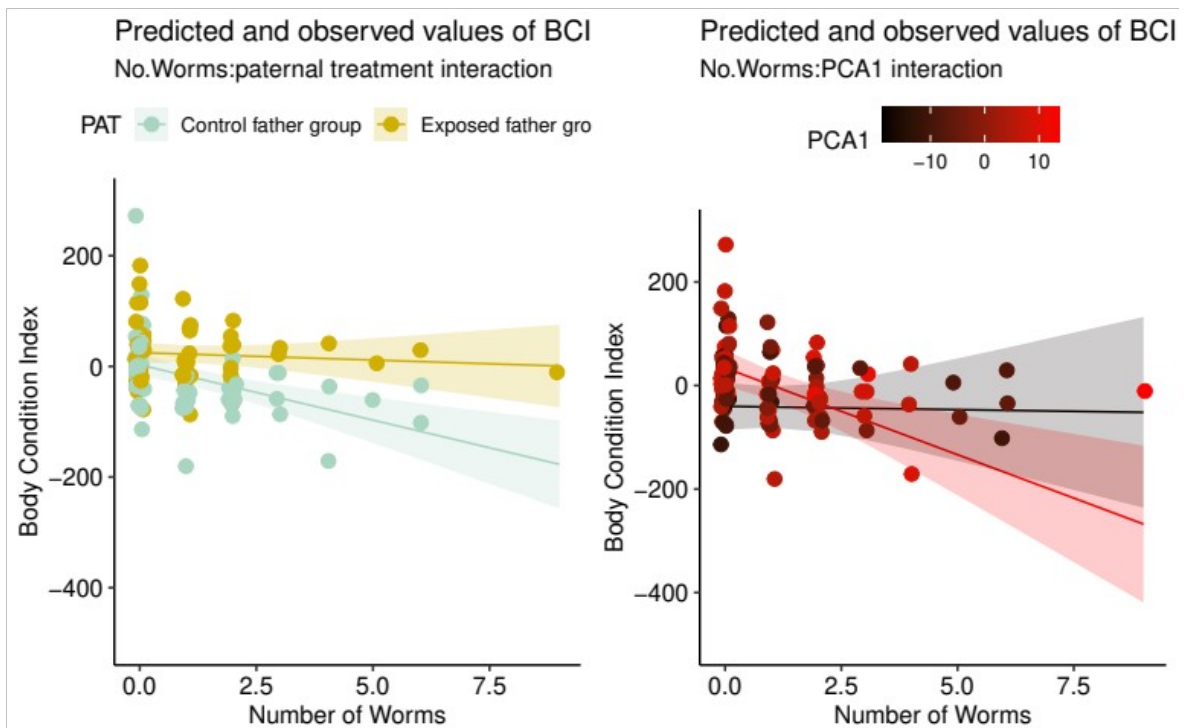 Predicted and observed values of BCI
No.Worms:paternal treatment interaction
PAT Control father group Exposed father gro
200
0
−200
−400
Body Condition Index
0.0 2.5 5.0 7.5
Number of Worms
Predicted and observed values of BCI
No.Worms:PCA1 interaction
PCA1
−10 0 10
200
0
−200
−400
Body Condition Index
0.0 2.5 5.0 7.5
Number of Worms